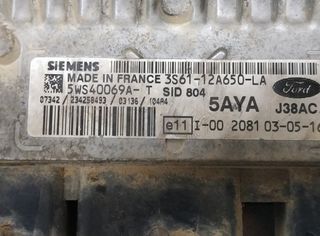 SIEMENS
MADE IN FRANCE 3S61-12A650-LA
5WS40069A- T SID 804
Ford
07342 / 234258493 / 03136 / 104A4
5AYA J38AC
e11 I-00 2081 03-05-16